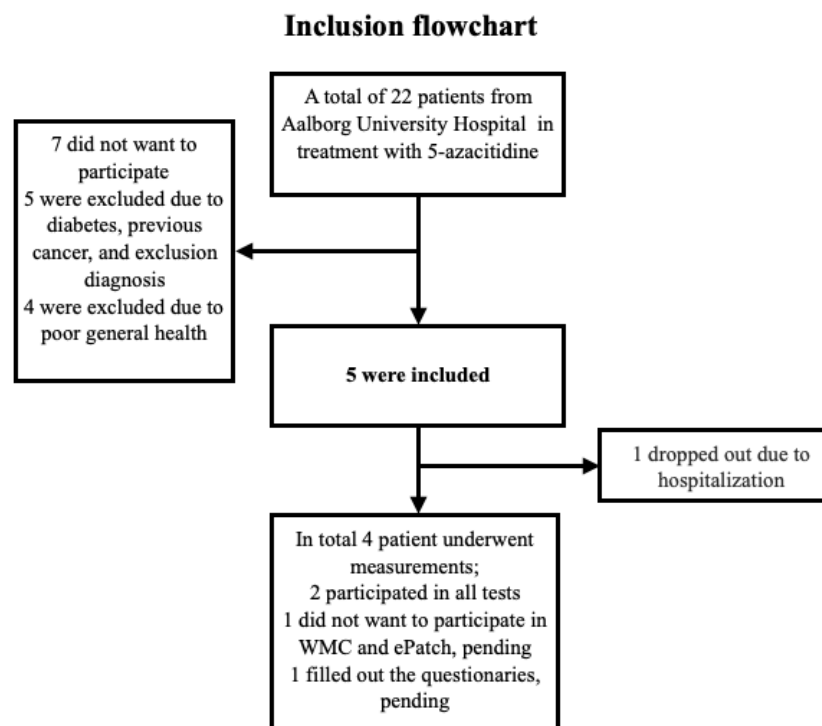 Inclusion flowchart
A total of 22 patients from
Aalborg University Hospital in
treatment with 5-azacitidine
7 did not want to
participate
5 were excluded due to
diabetes, previous
cancer, and exclusion
diagnosis
4 were excluded due to
poor general health
5 were included
1 dropped out due to
hospitalization
In total 4 patient underwent
measurements;
2 participated in all tests
1 did not want to participate in
WMC and ePatch, pending
1 filled out the questionaries,
pending